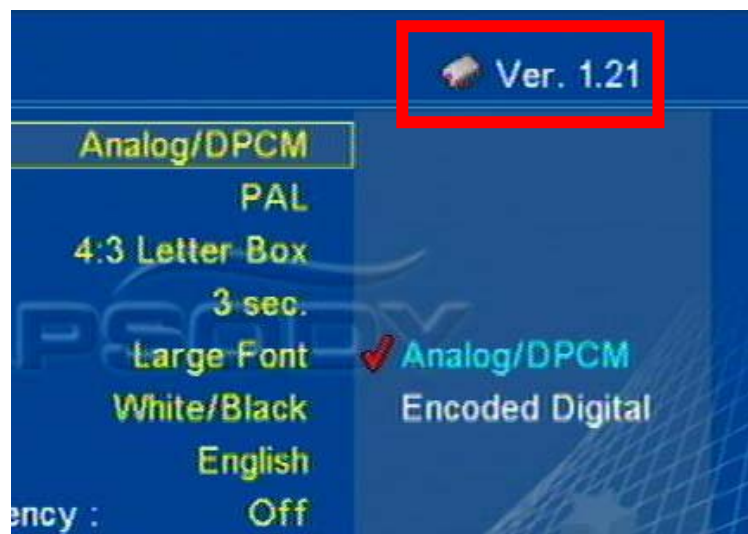 Ver. 1.21
Analog/DPCM
PAL
4:3 Letter Box
3 sec.
Large Font
Analog/DPCM
White/Black
Encoded Digital
English
ency : Off